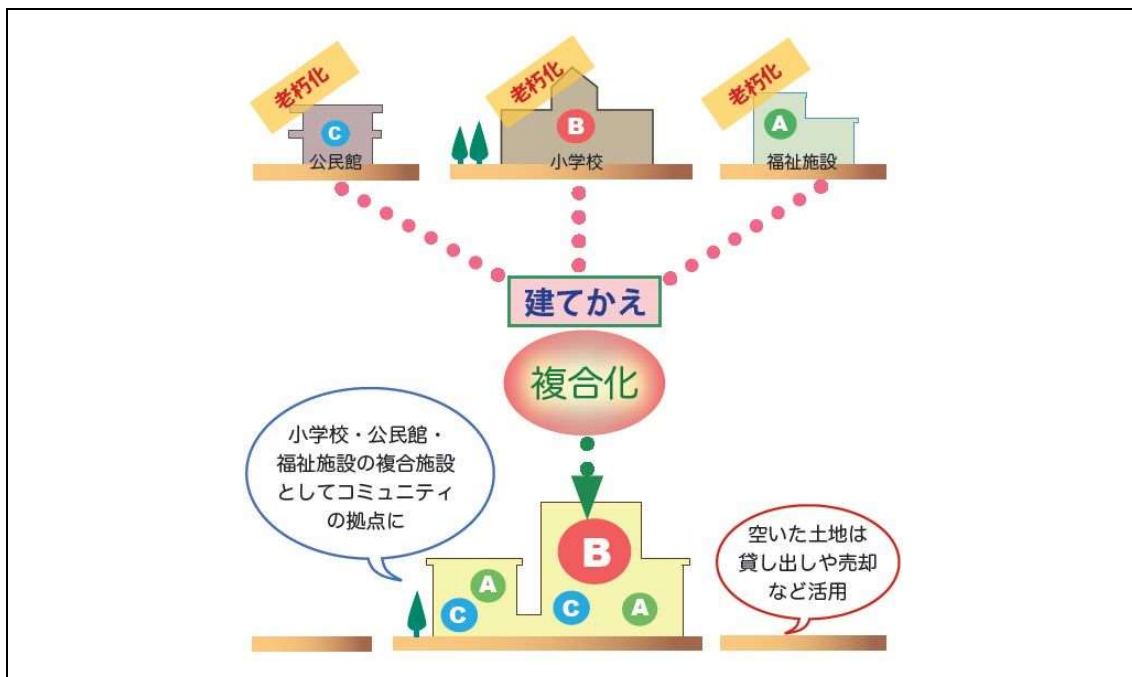 老朽化
C
公民館
老朽化
B
小学校
老朽化
A
福祉施設
建てかえ
複合化
小学校・公民館・
福祉施設の複合施設
としてコミュニティ
の拠点に
A
C
B
C
A
空いた土地は
貸し出しや売却
など活用